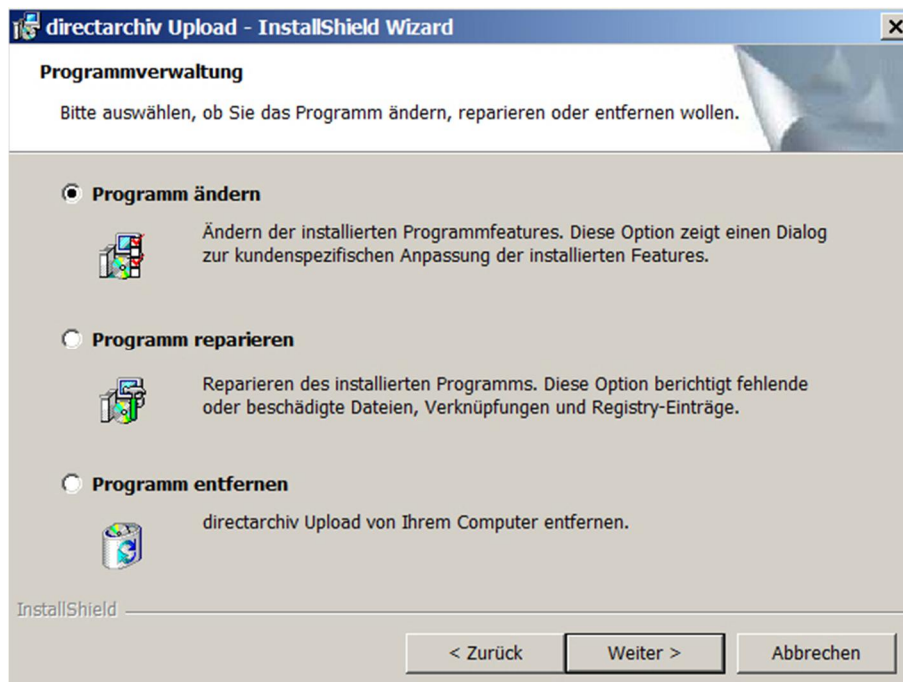 directarchiv Upload - InstallShield Wizard
Programmverwaltung
Bitte auswählen, ob Sie das Programm ändern, reparieren oder entfernen wollen.
Programm ändern
Ändern der installierten Programmfeatures. Diese Option zeigt einen Dialog
zur kundenspezifischen Anpassung der installierten Features.
Programm reparieren
Reparieren des installierten Programms. Diese Option berichtigt fehlende
oder beschädigte Dateien, Verknüpfungen und Registry-Einträge.
Programm entfernen
directarchiv Upload von Ihrem Computer entfernen.
InstallShield
< Zurück
Weiter >
Abbrechen